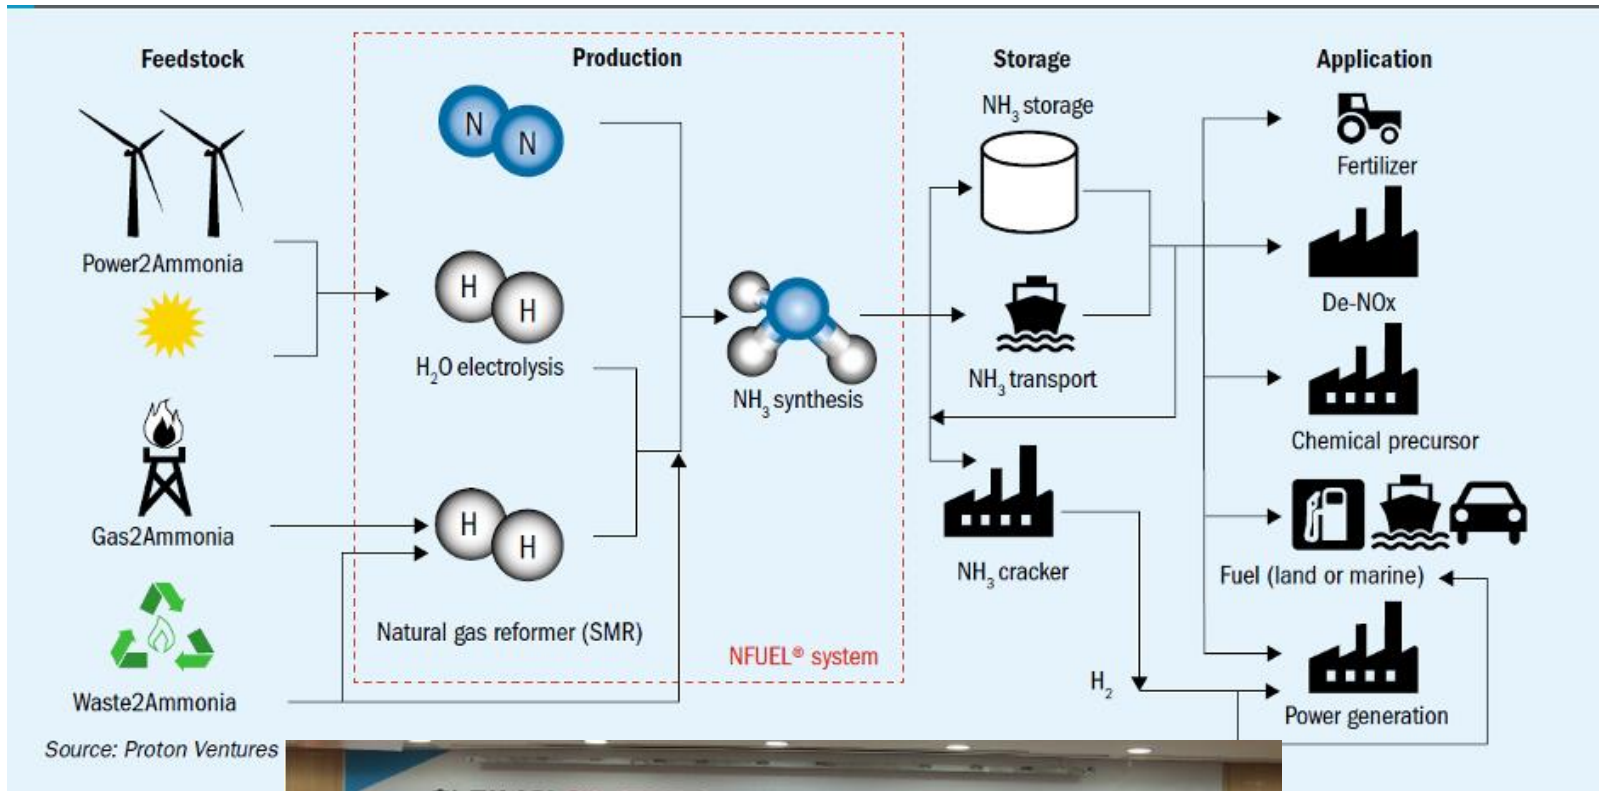 Feedstock
Production
Storage
Application
N
N
NH₃ storage
Fertilizer
Power2Ammonia
H
H
H₂O electrolysis
NH₃ synthesis
NH₃ transport
De-NOx
Chemical precursor
Gas2Ammonia
H
H
Natural gas reformer (SMR)
NFUEL® system
NH₃ cracker
Fuel (land or marine)
Waste2Ammonia
H₂
Power generation
Source: Proton Ventures